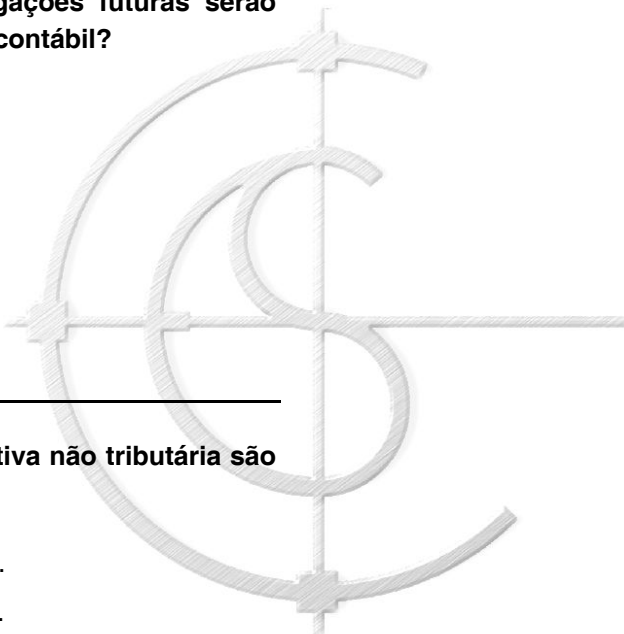 gações futuras serão
contábil?
tiva não tributária são
.
.